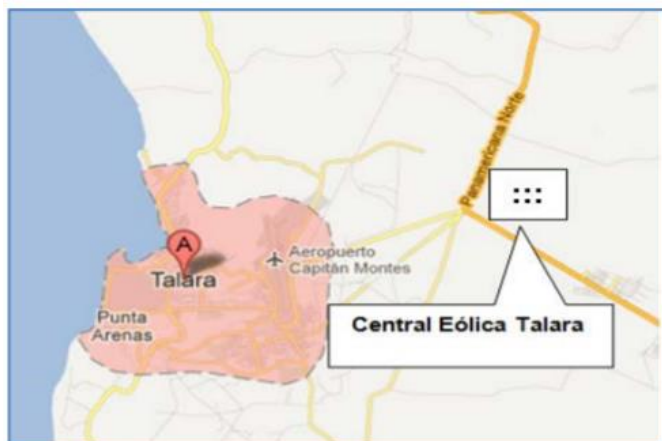 Panamericana Norte
A
Aeropuerto
Capitán Montes
Talara
Punta
Arenas
Central Eólica Talara